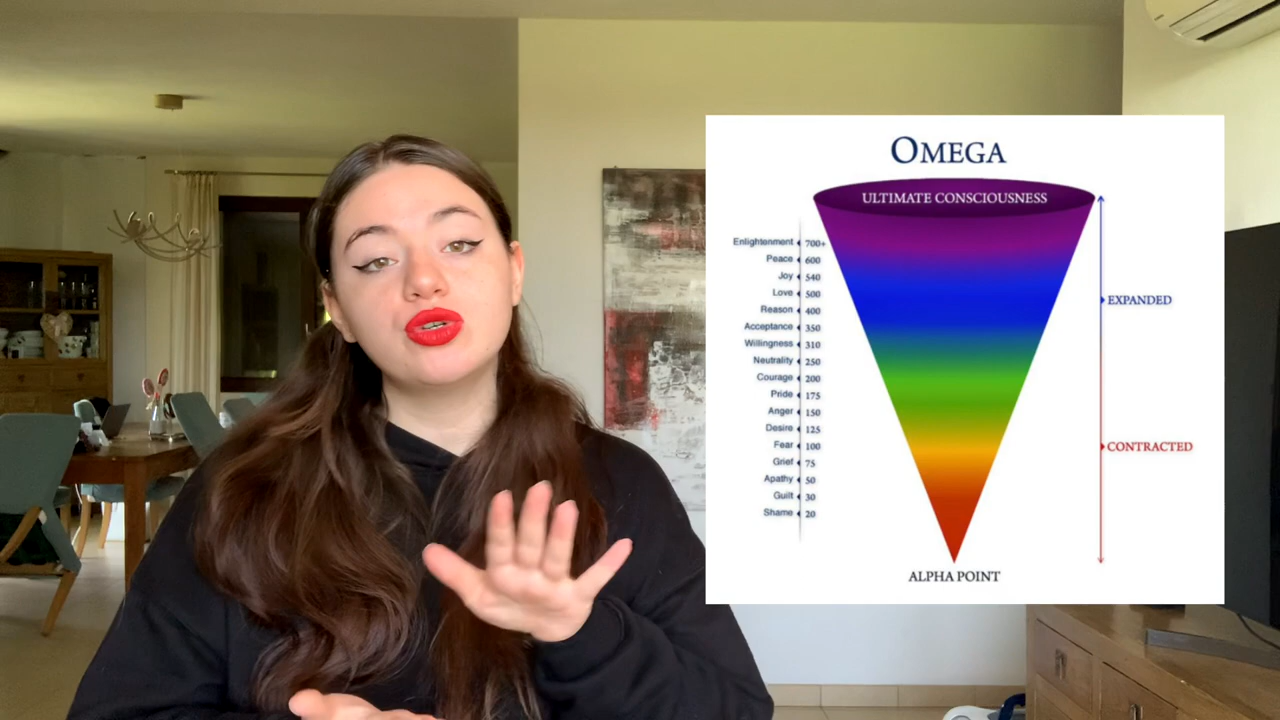 OMEGA
ULTIMATE CONSCIOUSNESS
Enlightenment 700+
Peace 600
Joy 540
Love 500
Reason 400
Acceptance 350
Willingness 310
Neutrality 250
Courage 200
Pride 175
Anger 150
Desire 125
Fear 100
Grief 75
Apathy 50
Guilt 30
Shame 20
EXPANDED
CONTRACTED
ALPHA POINT